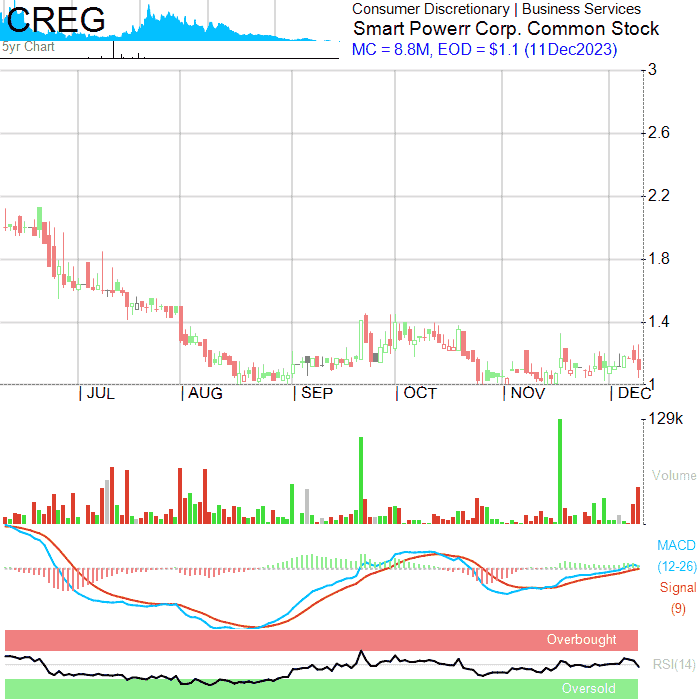 CREG
5yr Chart
Consumer Discretionary | Business Services
Smart Powerr Corp. Common Stock
MC = 8.8M, EOD = $1.1 (11Dec2023)
3
2.6
2.2
1.8
1.4
1
JUL AUG SEP OCT NOV DEC
129k
Volume
MACD
(12-26)
Signal
(9)
Overbought
RSI(14)
Oversold